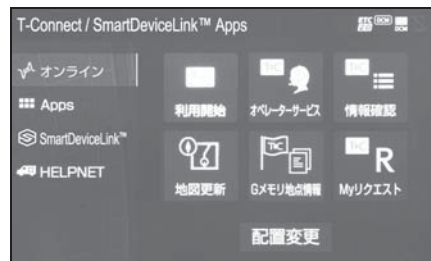 T-Connect / SmartDeviceLink™ Apps
オンライン
Apps
SmartDeviceLink™
HELPNET
利用開始
オペレーターサービス
情報確認
地図更新
Gメモリ地点情報
Myリクエスト
配置変更